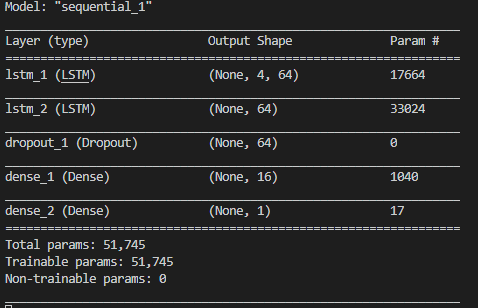 Model: "sequential_1"
Layer (type) Output Shape Param #
lstm_1 (LSTM) (None, 4, 64) 17664
lstm_2 (LSTM) (None, 64) 33024
dropout_1 (Dropout) (None, 64) 0
dense_1 (Dense) (None, 16) 1040
dense_2 (Dense) (None, 1) 17
Total params: 51,745
Trainable params: 51,745
Non-trainable params: 0